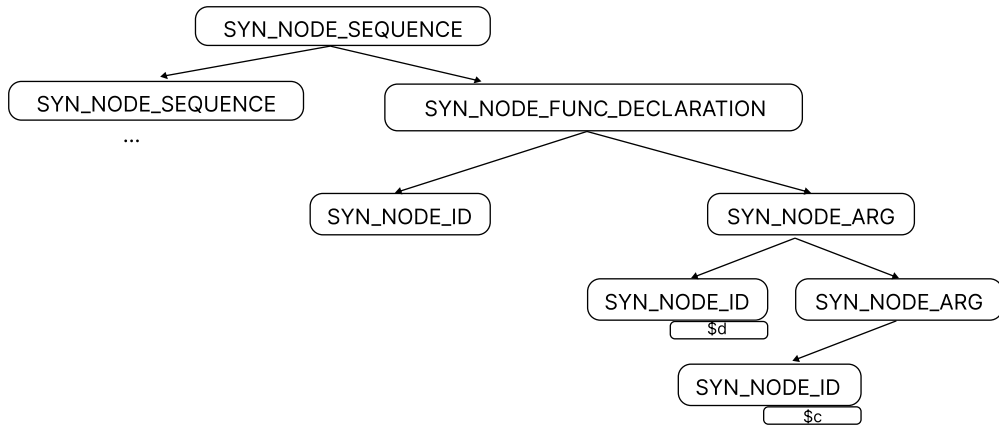 SYN_NODE_SEQUENCE
SYN_NODE_SEQUENCE
SYN_NODE_FUNC_DECLARATION
...
SYN_NODE_ID
SYN_NODE_ARG
SYN_NODE_ID
SYN_NODE_ARG
$d
SYN_NODE_ID
$c